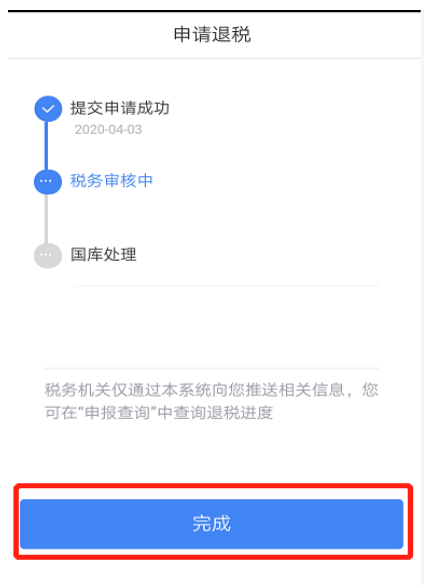 申请退税
提交申请成功
2020-04-03
税务审核中
国库处理
税务机关仅通过本系统向您推送相关信息，您
可在“申报查询”中查询退税进度
完成